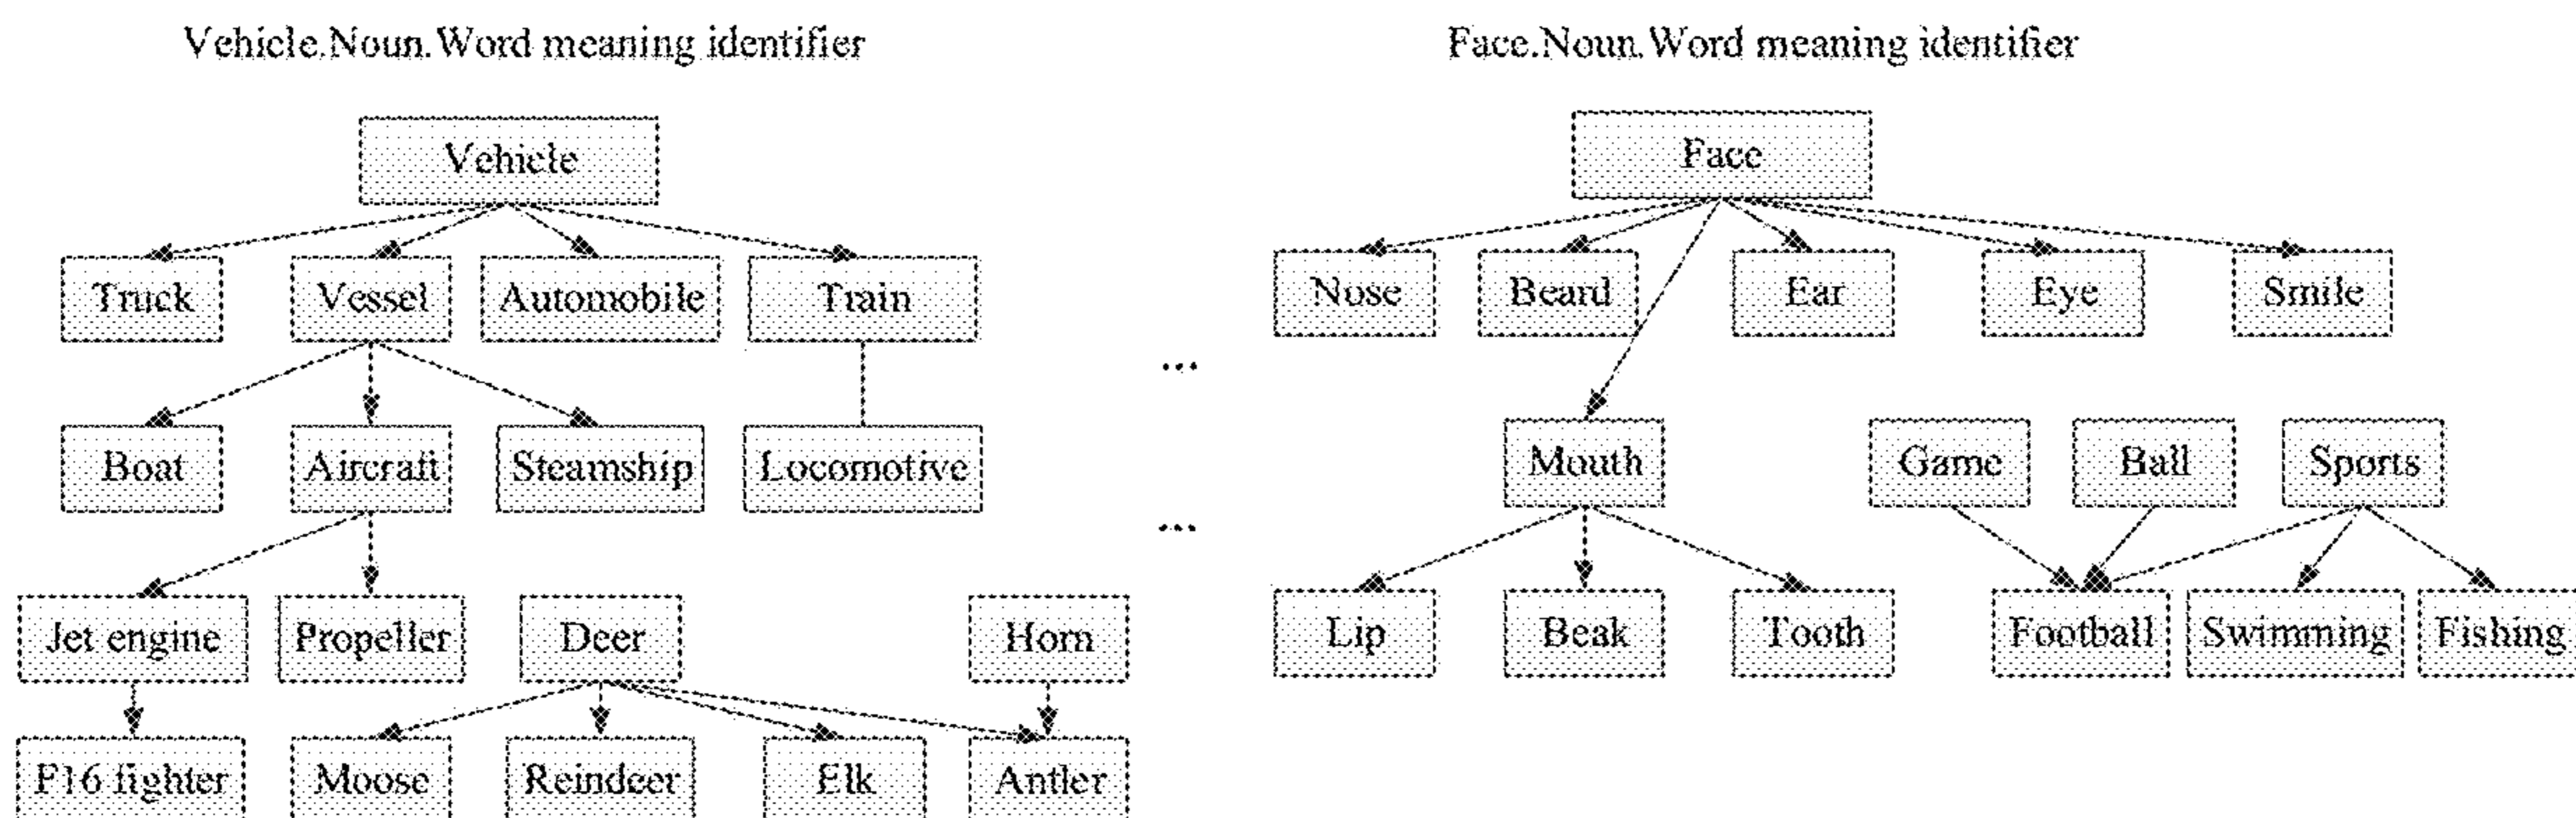 Vehicle.Noun.Word meaning identifier
Face.Noun.Word meaning identifier
Vehicle
Face
Truck Vessel Automobile Train
Nose Beard Ear Eye Smile
...
Boat Aircraft Steamship Locomotive
Mouth Game Ball Sports
...
Jet engine Propeller Deer Horn
Lip Beak Tooth Football Swimming Fishing
F16 fighter Moose Reindeer Elk Antler